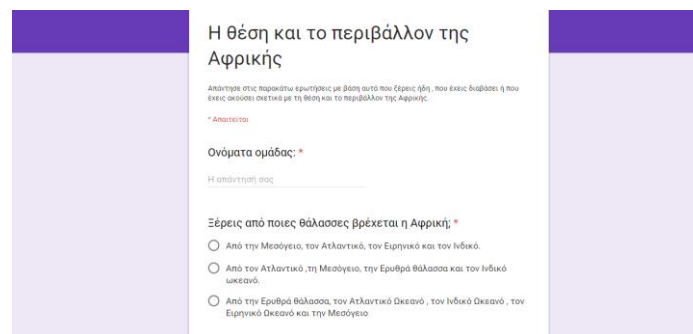 Η θέση και το περιβάλλον της
Αφρικής
Απάντησε στις παρακάτω ερωτήσεις με βάση αυτά που ξέρεις ήδη , που έχεις διαβάσει ή που
έχεις ακούσει σχετικά με τη θέση και το περιβάλλον της Αφρικής.
* Απαιτείται
Ονόματα ομάδας: *
Η απάντησή σας
Ξέρεις από ποιες θάλασσες βρέχεται η Αφρική; *
Από την Μεσόγειο, τον Ατλαντικό, τον Ειρηνικό και τον Ινδικό.
Από τον Ατλαντικό ,τη Μεσόγειο, την Ερυθρά θάλασσα και τον Ινδικό
ωκεανό.
Από την Ερυθρά θάλασσα, τον Ατλαντικό Ωκεανό , τον Ινδικό Ωκεανό , τον
Ειρηνικό Ωκεανό και την Μεσόγειο